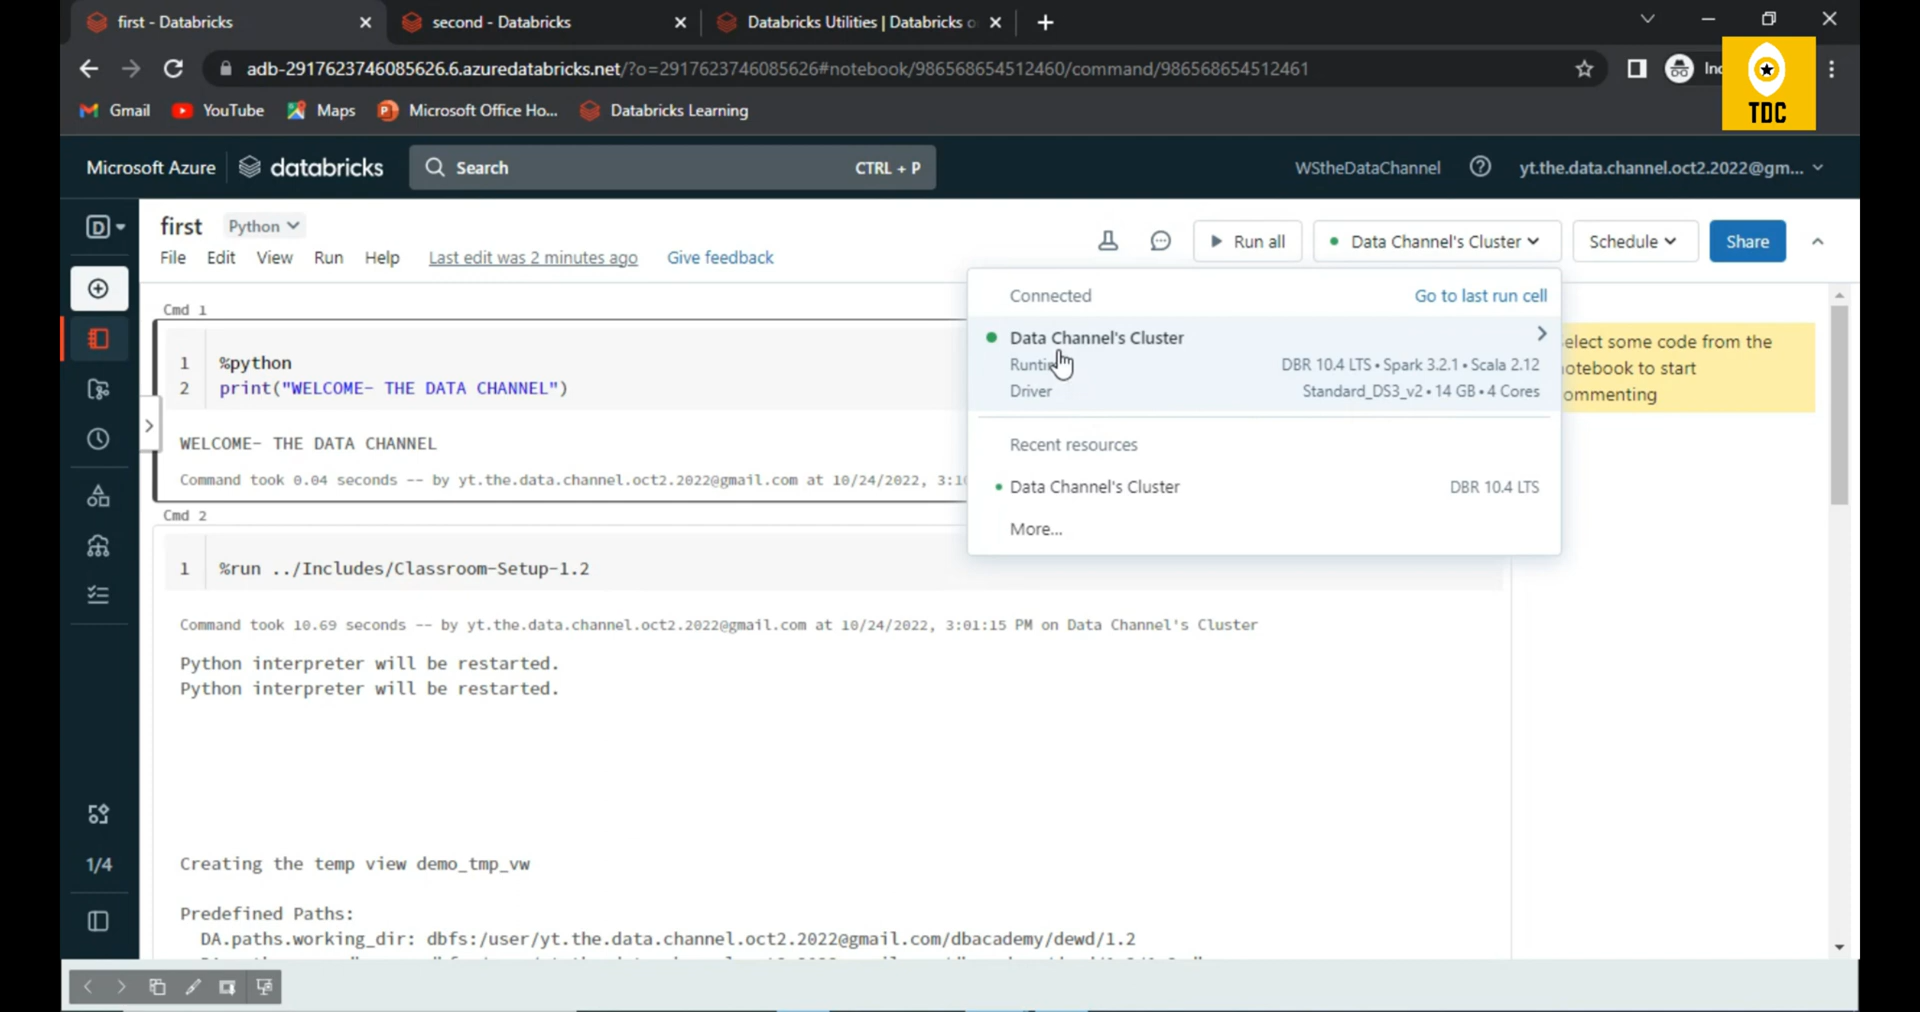 first - Databricks
second - Databricks
Databricks Utilities | Databricks o
adb-2917623746085626.6.azuredatabricks.net/?o=2917623746085626#notebook/986568654512460/command/986568654512461
TDC
Gmail
YouTube
Maps
Microsoft Office Ho...
Databricks Learning
Microsoft Azure
databricks
Search
CTRL + P
WStheDataChannel
yt.the.data.channel.oct2.2022@gm...
first
Python
Run all
Data Channel's Cluster
Schedule
Share
File Edit View Run Help
Last edit was 2 minutes ago
Give feedback
Cmd 1
1 %python
2 print("WELCOME- THE DATA CHANNEL")
WELCOME- THE DATA CHANNEL
Command took 0.04 seconds -- by yt.the.data.channel.oct2.2022@gmail.com at 10/24/2022,
Connected
Go to last run cell
Data Channel's Cluster
DBR 10.4 LTS • Spark 3.2.1 • Scala 2.12
Driver
Standard_DS3_v2 • 14 GB • 4 Cores
Recent resources
Data Channel's Cluster
DBR 10.4 LTS
More...
elect some code from the
otebook to start
ommenting
Cmd 2
1 %run ../Includes/Classroom-Setup-1.2
Command took 10.69 seconds -- by yt.the.data.channel.oct2.2022@gmail.com at 10/24/2022, 3:01:15 PM on Data Channel's Cluster
Python interpreter will be restarted.
Python interpreter will be restarted.
Creating the temp view demo_tmp_vw
Predefined Paths:
DA.paths.working_dir: dbfs:/user/yt.the.data.channel.oct2.2022@gmail.com/dbacademy/dewd/1.2
1/4